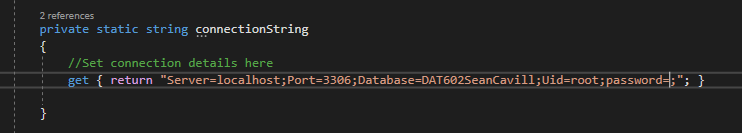 2 references
private static string connectionString
{
//Set connection details here
get { return "Server=localhost;Port=3306;Database=DAT602SeanCavill;Uid=root;password=;"; }
}